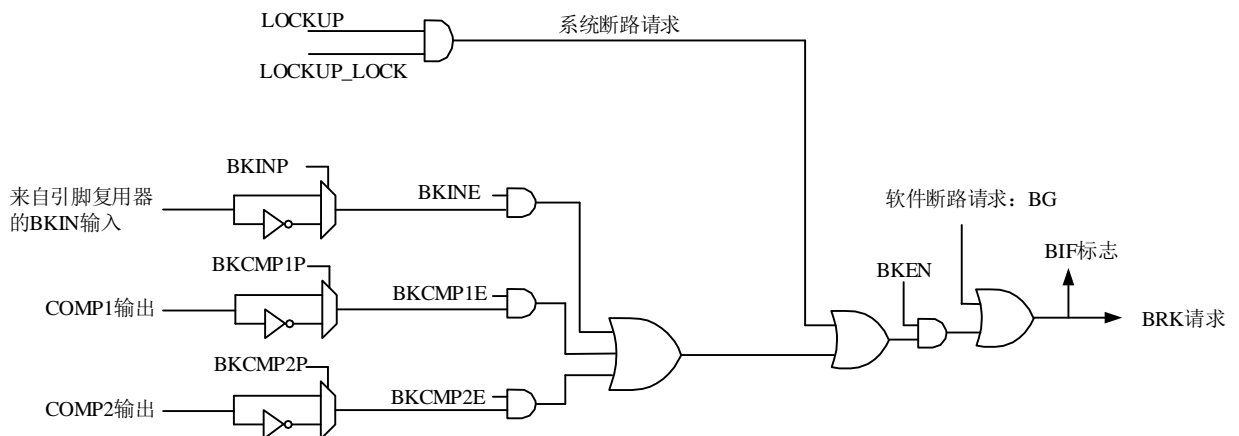 LOCKUP
系统断路请求
LOCKUP_LOCK
BKINP
来自引脚复用器
的BKIN输入
BKINE
软件断路请求：BG
BIF标志
BKCMP1P
BKEN
COMP1输出
BKCMP1E
BRK请求
BKCMP2P
COMP2输出
BKCMP2E